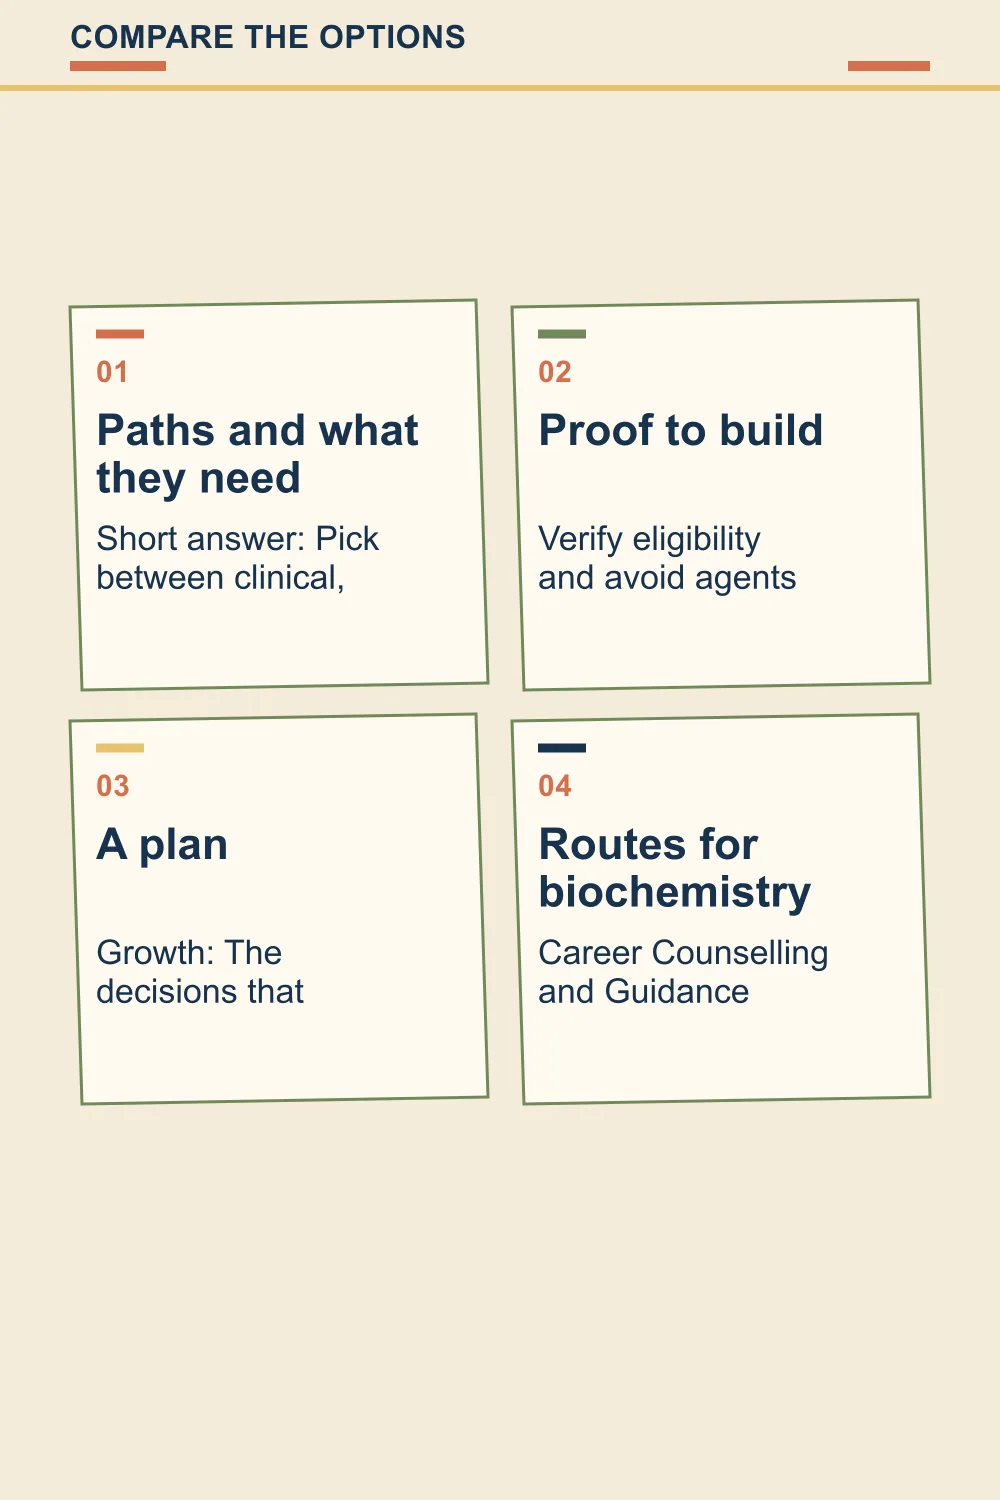 COMPARE THE OPTIONS
01
Paths and what
they need
Short answer: Pick
between clinical,
02
Proof to build
Verify eligibility
and avoid agents
03
A plan
Growth: The
decisions that
04
Routes for
biochemistry
Career Counselling
and Guidance